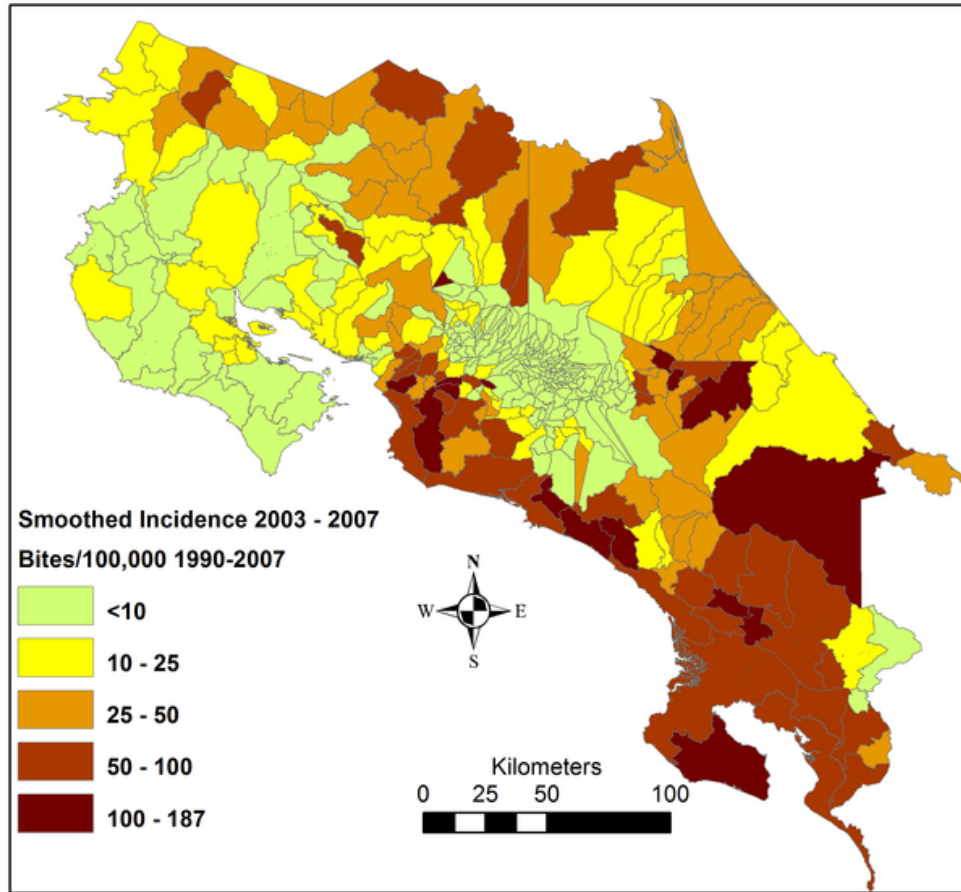 Smoothed Incidence 2003 - 2007
Bites/100,000 1990-2007
<10
10 - 25
25 - 50
50 - 100
100 - 187
N
W E
S
Kilometers
0 25 50 100